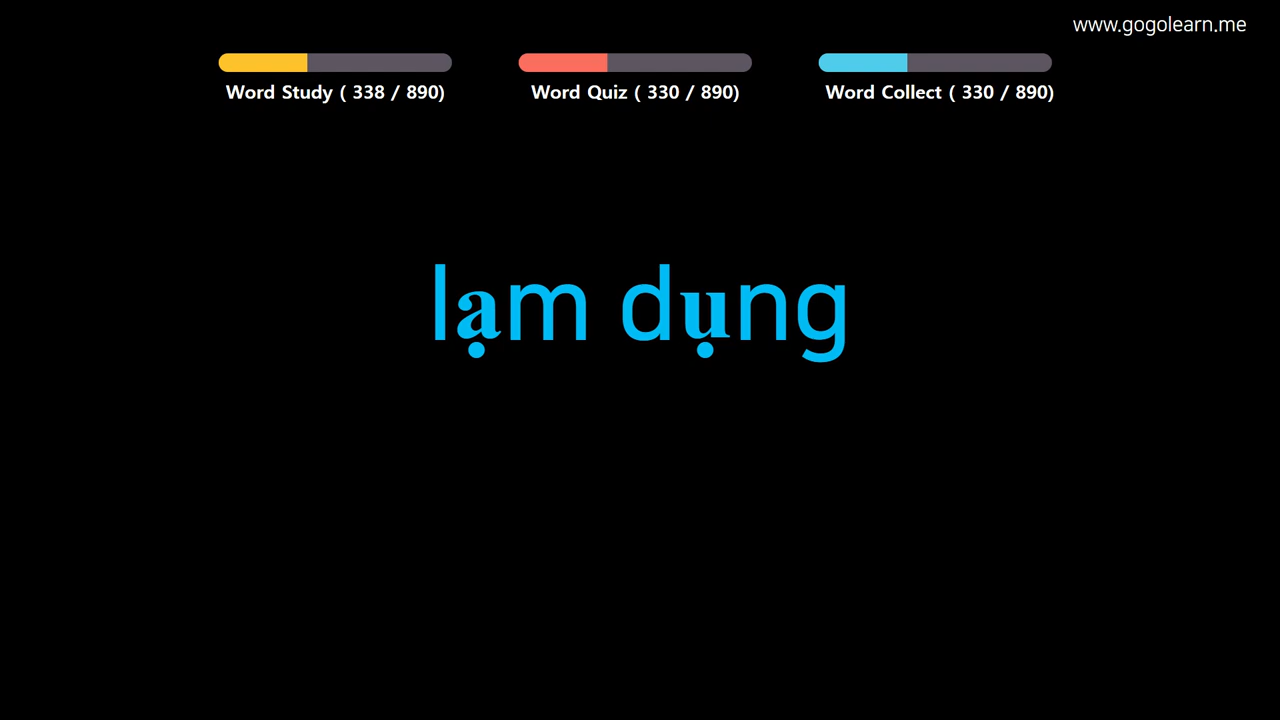 www.gogolearn.me
Word Study ( 338 / 890)
Word Quiz ( 330 / 890)
Word Collect ( 330 / 890)
lạm dụng